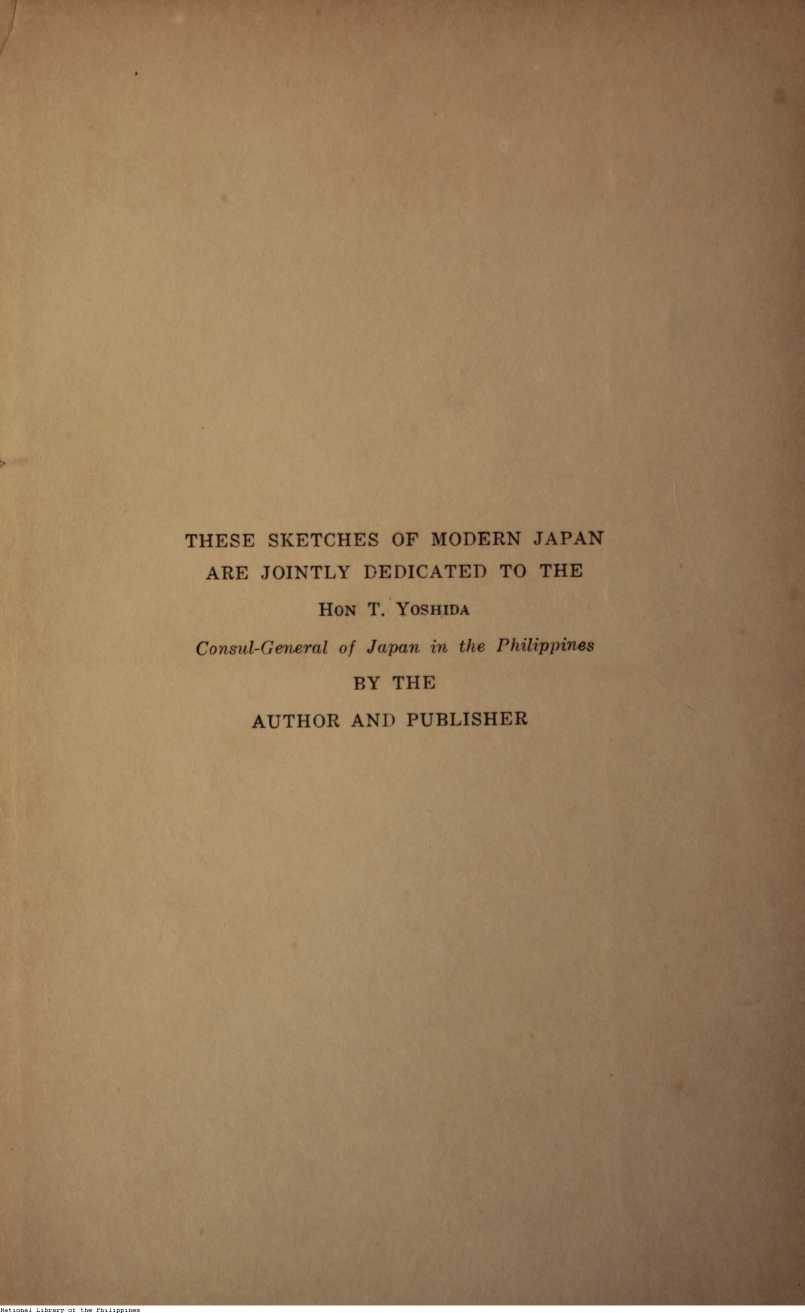 THESE SKETCHES OF MODERN JAPAN
ARE JOINTLY DEDICATED TO THE
HON T. YOSHIDA
Consul-General of Japan in the Philippines
BY THE
AUTHOR AND PUBLISHER
National Library of the Philippines